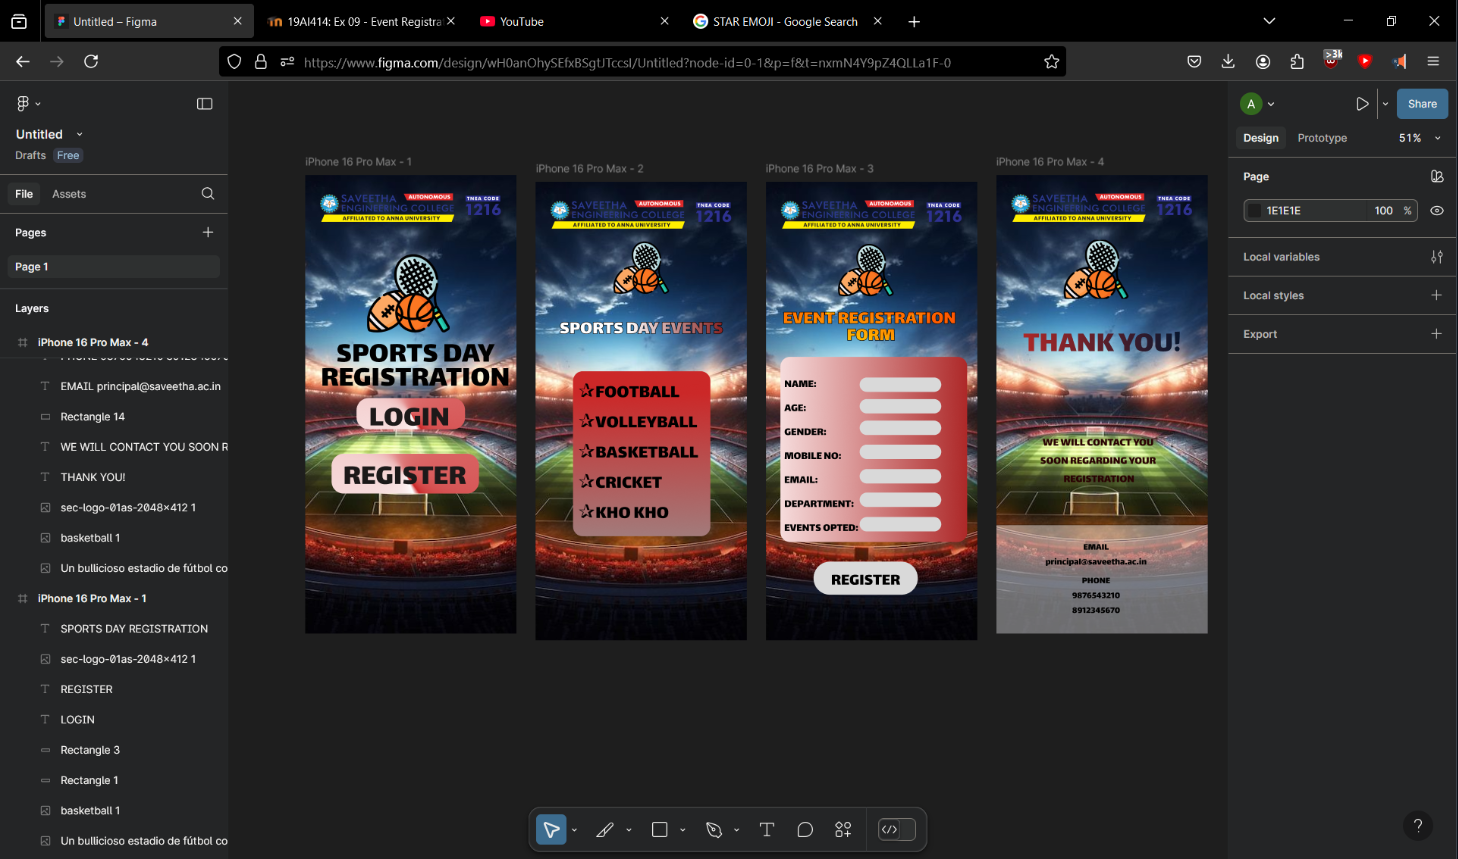 Untitled – Figma
19AI414: Ex 09 - Event Registra
YouTube
STAR EMOJI - Google Search
https://www.figma.com/design/wH0anOhySEfxBSgtJTccsI/Untitled?node-id=0-1&p=f&t=nxmN4Y9pZ4QLLa1F-0
>3k
Untitled
Drafts Free
File Assets
Pages
Page 1
Layers
iPhone 16 Pro Max - 4
EMAIL principal@saveetha.ac.in
Rectangle 14
WE WILL CONTACT YOU SOON R
THANK YOU!
sec-logo-01as-2048×412 1
basketball 1
Un bullicioso estadio de fútbol co
iPhone 16 Pro Max - 1
SPORTS DAY REGISTRATION
sec-logo-01as-2048×412 1
REGISTER
LOGIN
Rectangle 3
Rectangle 1
basketball 1
Un bullicioso estadio de fútbol co
iPhone 16 Pro Max - 1
SAVEETHA AUTONOMOUS
ENGINEERING COLLEGE
AFFILIATED TO ANNA UNIVERSITY
TNEA CODE
1216
SPORTS DAY
REGISTRATION
LOGIN
REGISTER
iPhone 16 Pro Max - 2
SAVEETHA AUTONOMOUS
ENGINEERING COLLEGE
AFFILIATED TO ANNA UNIVERSITY
TNEA CODE
1216
SPORTS DAY EVENTS
✰FOOTBALL
✰VOLLEYBALL
✰BASKETBALL
✰CRICKET
✰KHO KHO
iPhone 16 Pro Max - 3
SAVEETHA AUTONOMOUS
ENGINEERING COLLEGE
AFFILIATED TO ANNA UNIVERSITY
TNEA CODE
1216
EVENT REGISTRATION
FORM
NAME:
AGE:
GENDER:
MOBILE NO:
EMAIL:
DEPARTMENT:
EVENTS OPTED:
REGISTER
iPhone 16 Pro Max - 4
SAVEETHA AUTONOMOUS
ENGINEERING COLLEGE
AFFILIATED TO ANNA UNIVERSITY
TNEA CODE
1216
THANK YOU!
WE WILL CONTACT YOU
SOON REGARDING YOUR
REGISTRATION
EMAIL
principal@saveetha.ac.in
PHONE
9876543210
8912345670
A
Share
Design Prototype 51%
Page
1E1E1E 100 %
Local variables
Local styles
Export
?